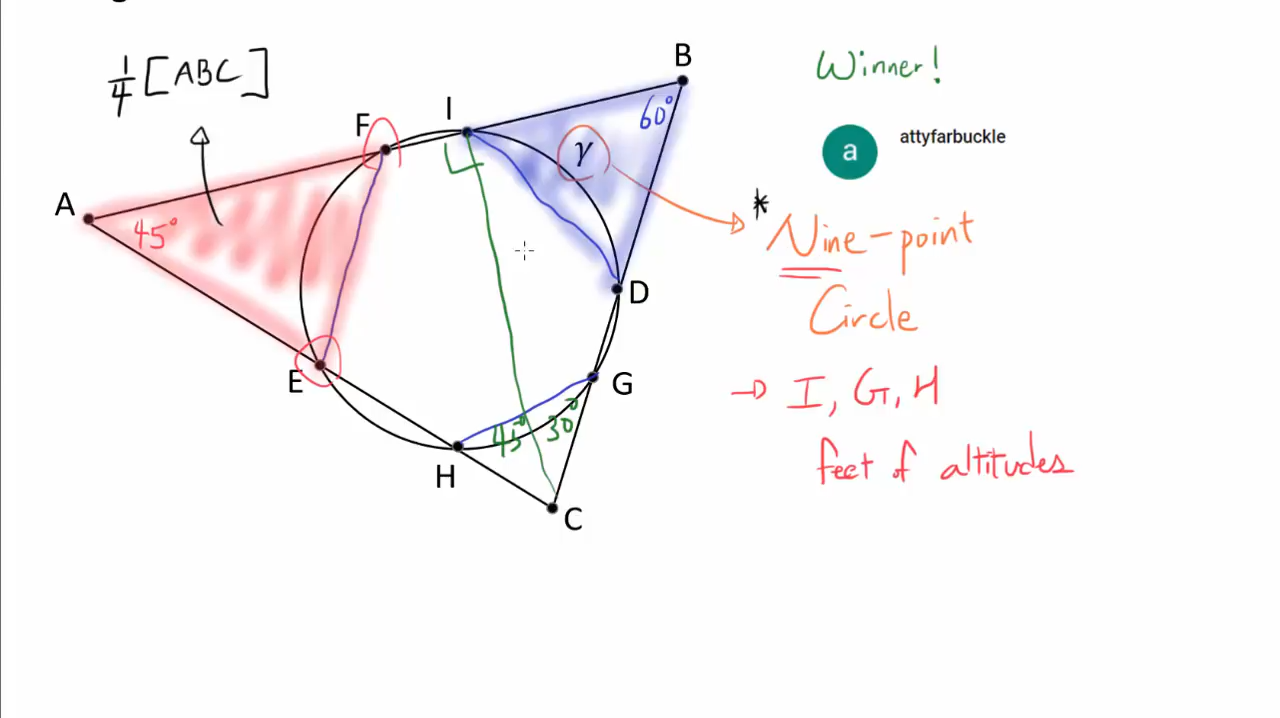 1/4 [ABC]
Winner!
a attyfarbuckle
B
60°
I
F
γ
A
45°
* Nine-point
Circle
D
E
G
→ I, G, H
feet of altitudes
45° 30°
H
C